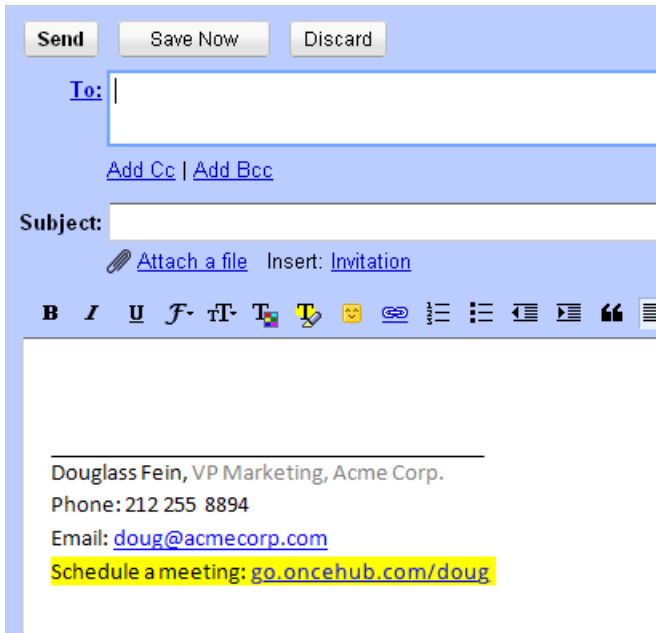 Send Save Now Discard
To:
Add Cc | Add Bcc
Subject:
Attach a file Insert: Invitation
B I U F TT T T
Douglass Fein, VP Marketing, Acme Corp.
Phone: 212 255 8894
Email: doug@acmecorp.com
Schedule a meeting: go.oncehub.com/doug